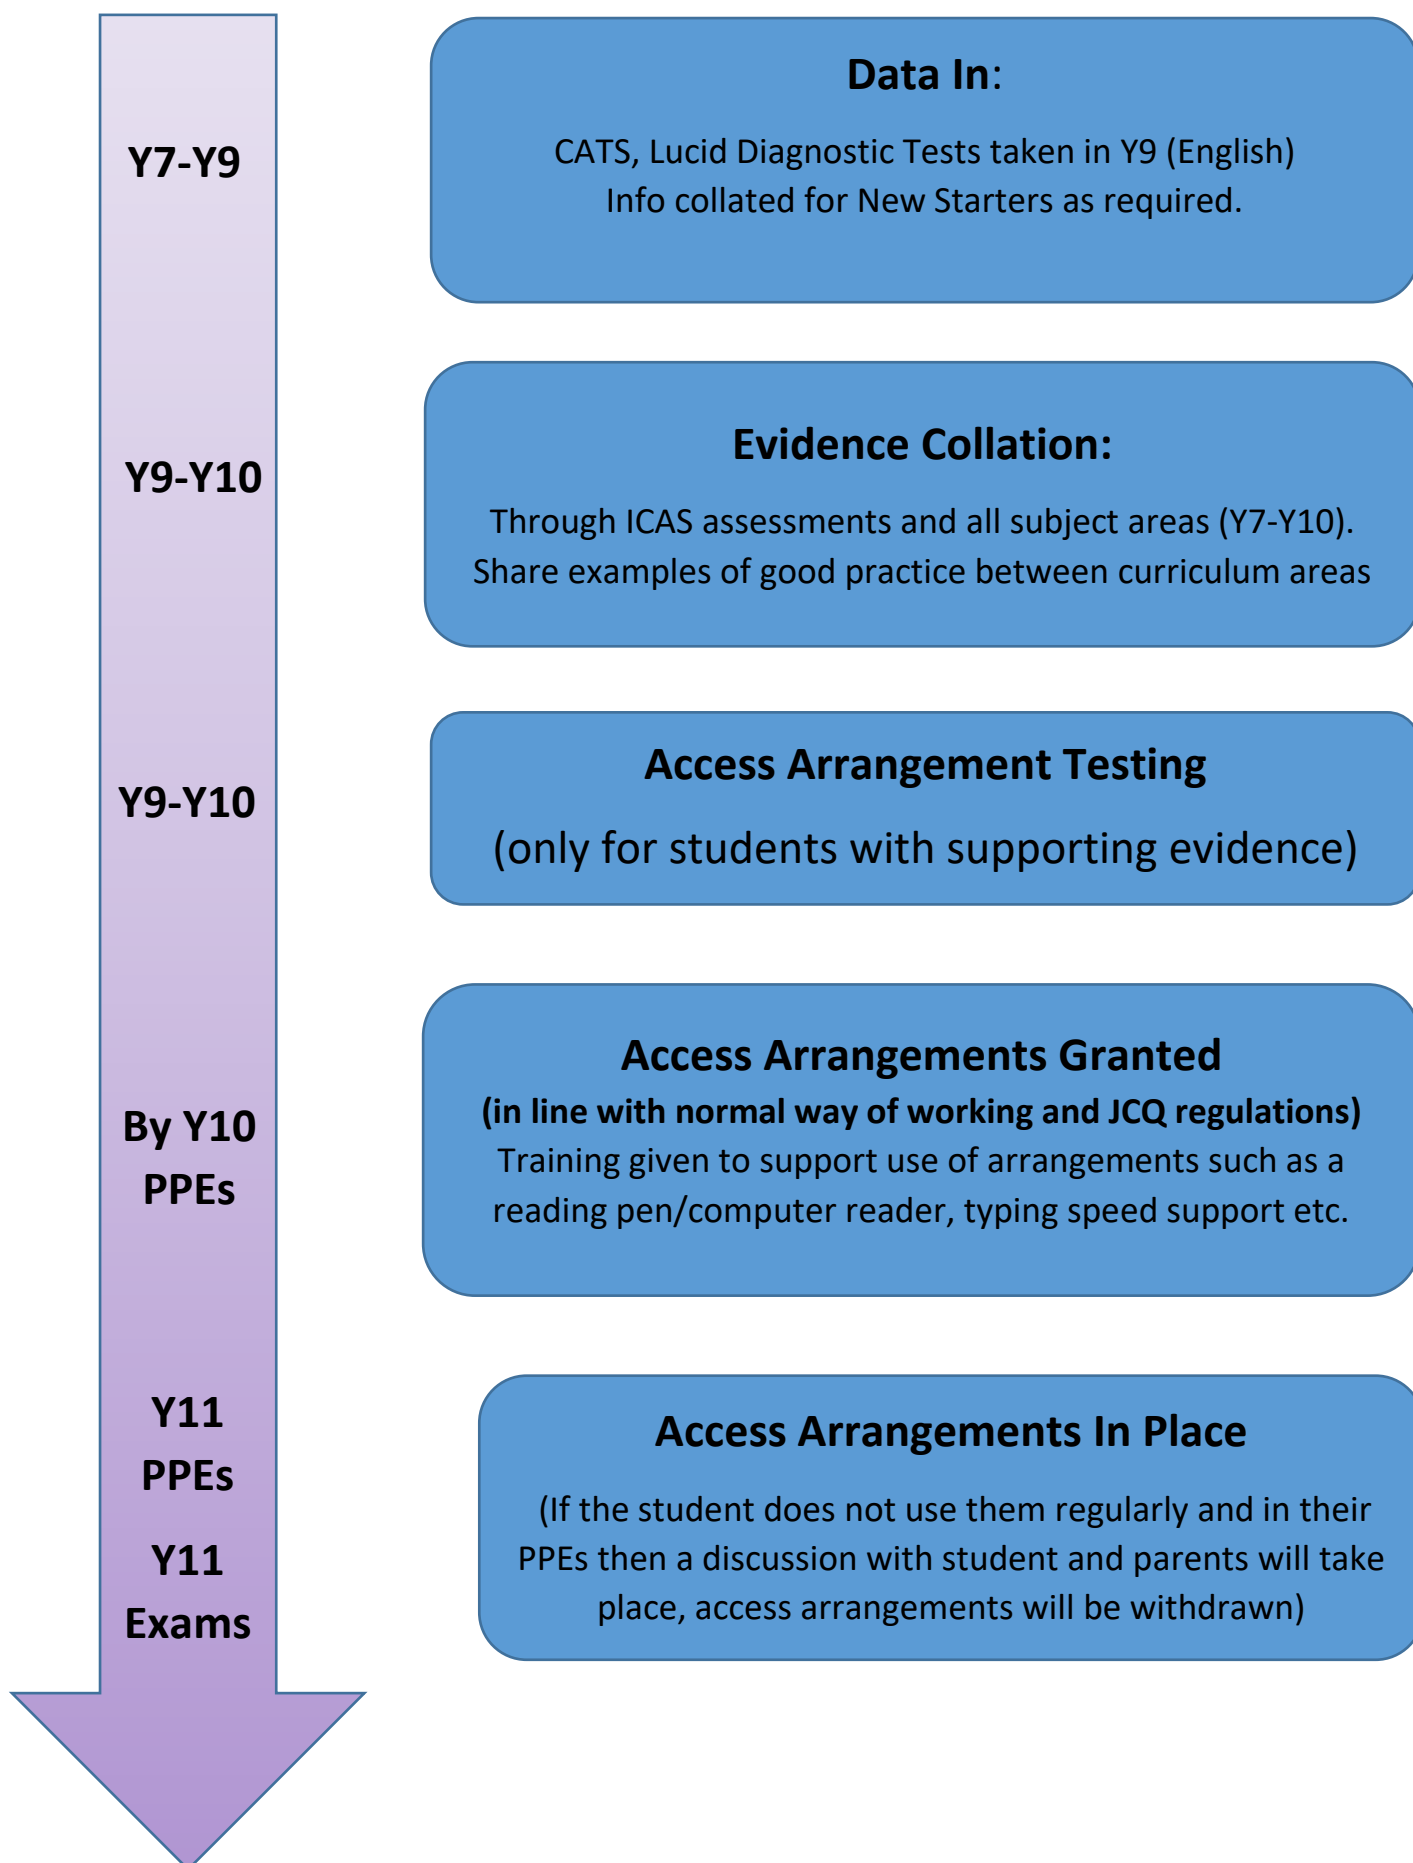 Y7-Y9
Data In:
CATS, Lucid Diagnostic Tests taken in Y9 (English)
Info collated for New Starters as required.
Y9-Y10
Evidence Collation:
Through ICAS assessments and all subject areas (Y7-Y10).
Share examples of good practice between curriculum areas
Y9-Y10
Access Arrangement Testing
(only for students with supporting evidence)
By Y10
PPEs
Access Arrangements Granted
(in line with normal way of working and JCQ regulations)
Training given to support use of arrangements such as a
reading pen/computer reader, typing speed support etc.
Y11
PPEs
Y11
Exams
Access Arrangements In Place
(If the student does not use them regularly and in their
PPEs then a discussion with student and parents will take
place, access arrangements will be withdrawn)